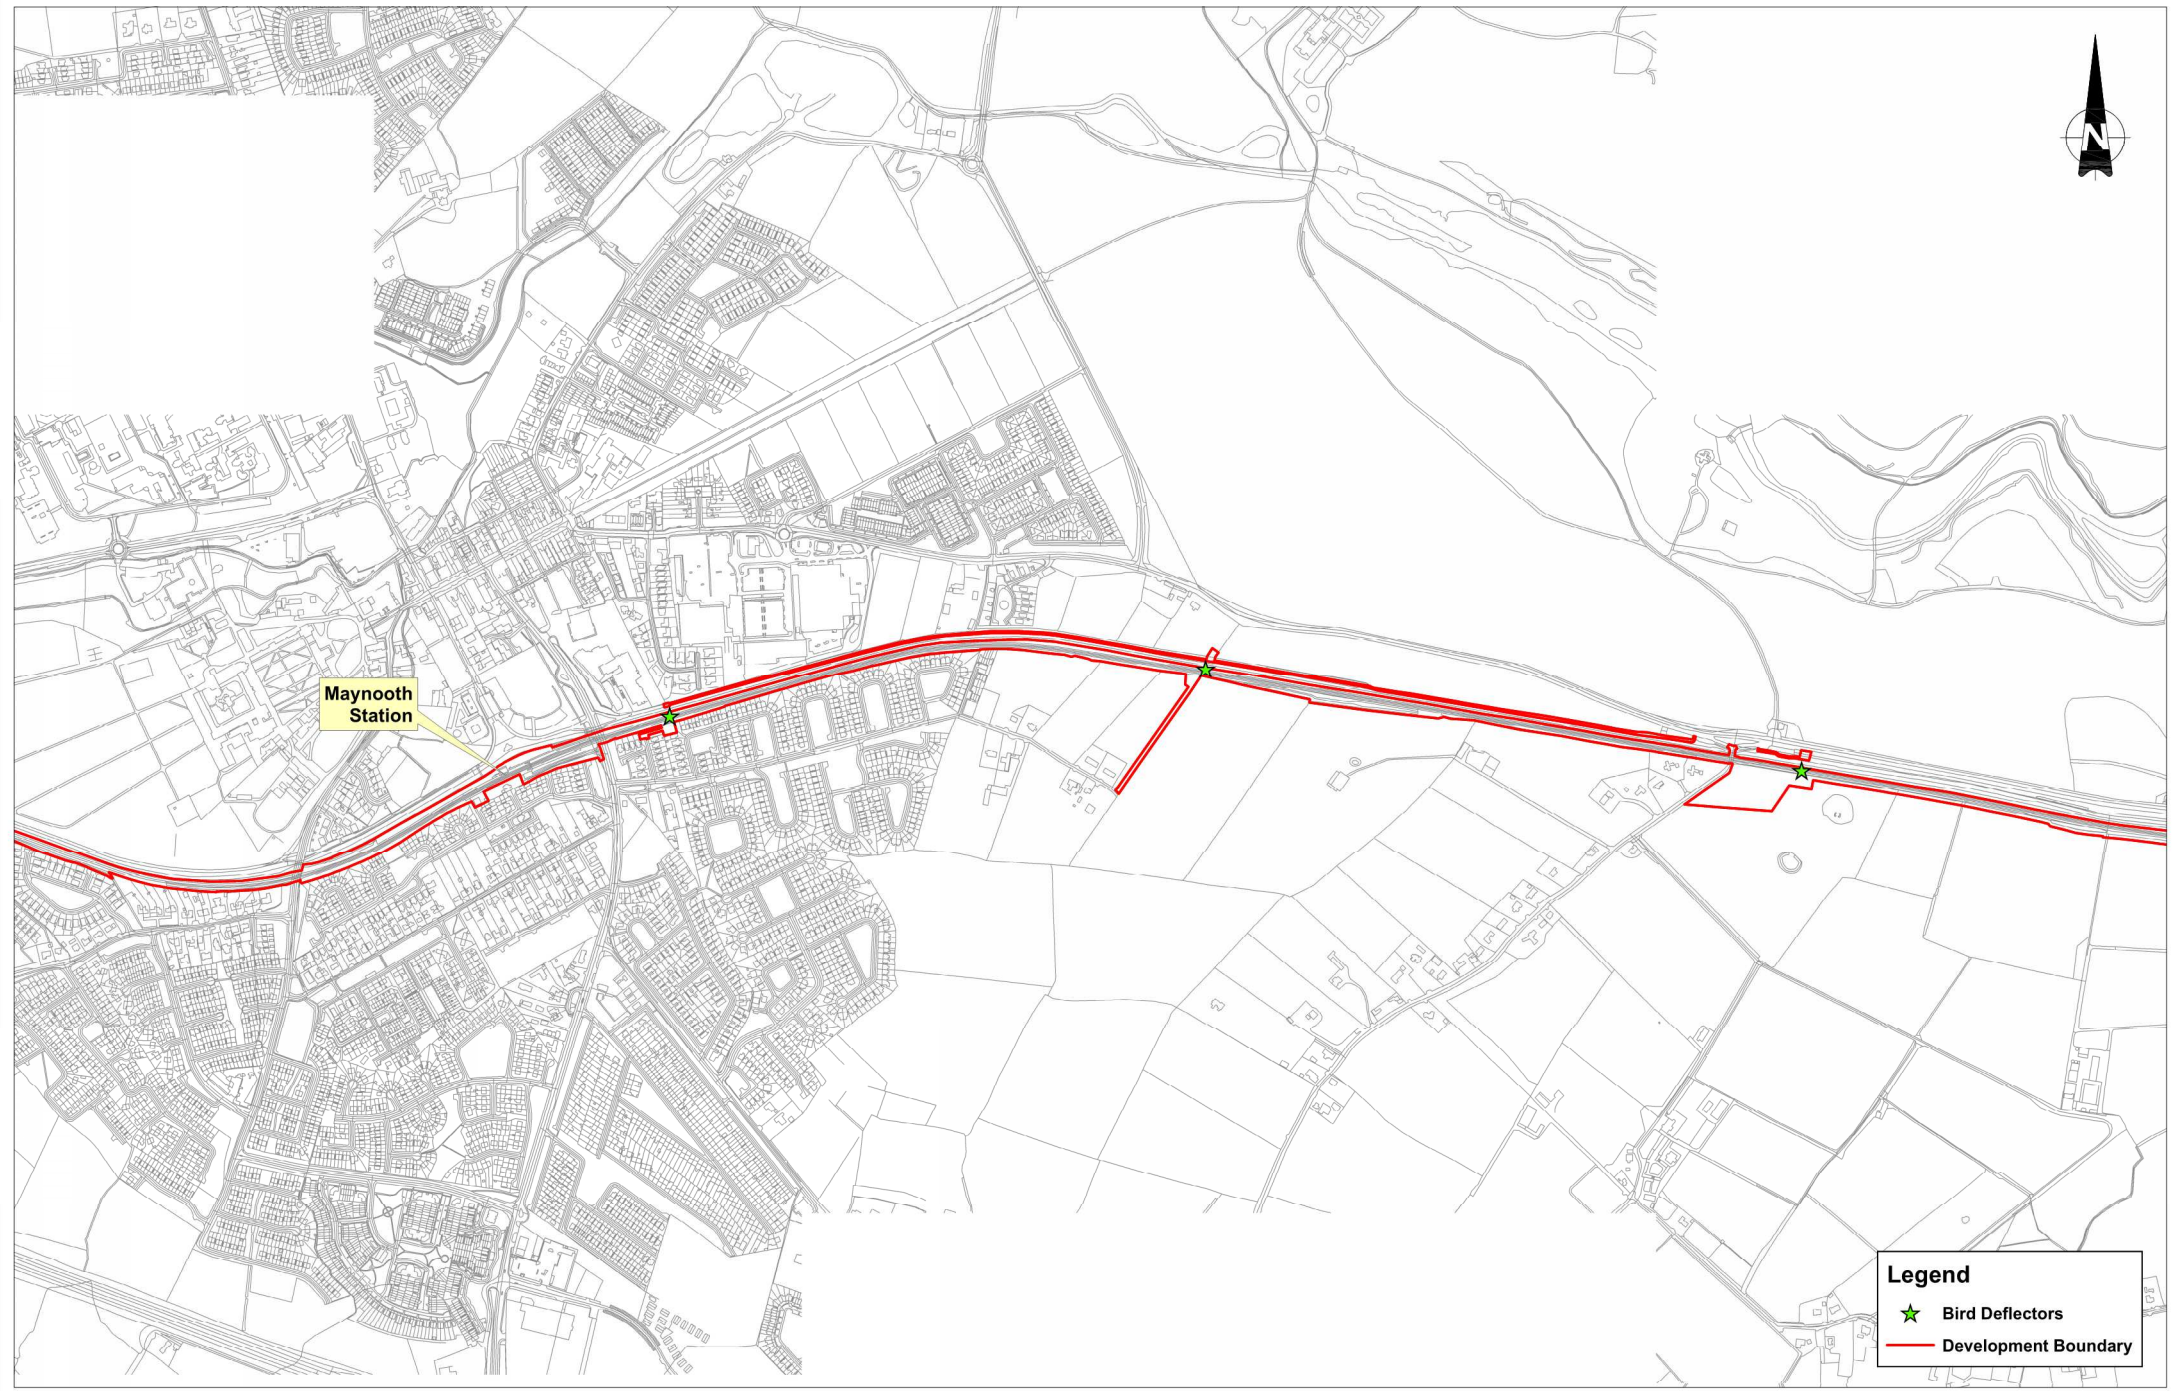 N
Maynooth
Station
Legend
Bird Deflectors
Development Boundary